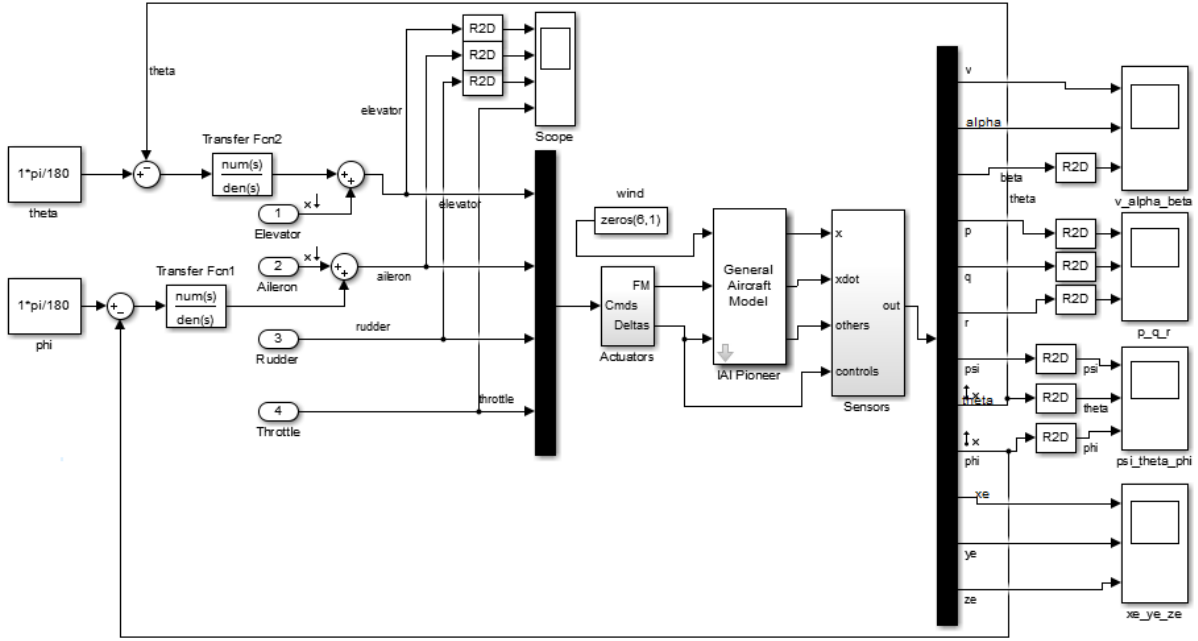 theta
R2D
R2D
R2D
elevator
Scope
Transfer Fcn2
1*pi/180
num(s)
den(s)
theta
1
Elevator
elevator
2
Aileron
aileron
Transfer Fcn1
1*pi/180
num(s)
den(s)
phi
3
Rudder
rudder
4
Throttle
throttle
wind
zeros(6,1)
Cmds
FM
Deltas
Actuators
General
Aircraft
Model
IAI Pioneer
x
xdot
others
controls
out
Sensors
v
alpha
beta
R2D
v_alpha_beta
theta
p
R2D
q
R2D
r
R2D
p_q_r
psi
R2D
psi
theta
R2D
theta
phi
R2D
phi
psi_theta_phi
xe
ye
ze
xe_ye_ze